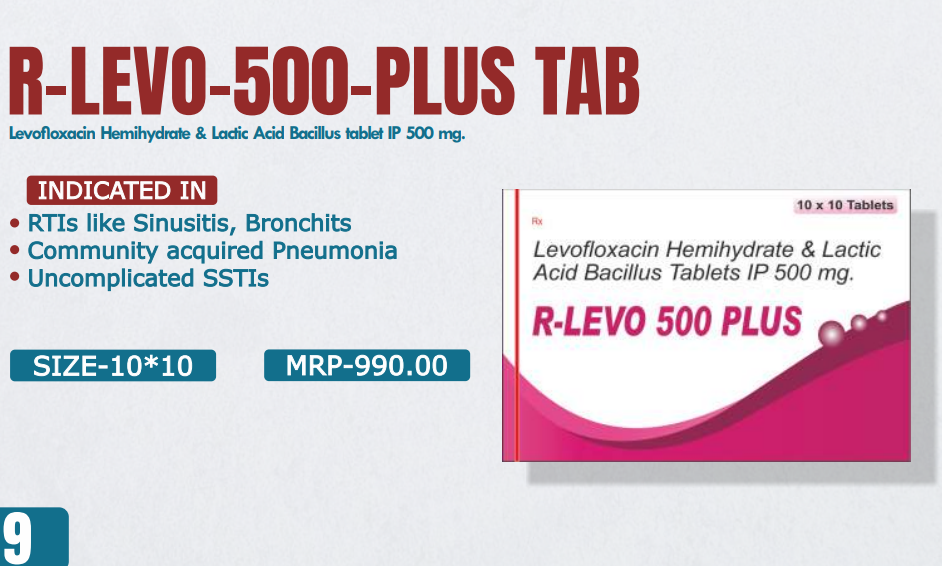 R-LEVO-500-PLUS TAB
Levofloxacin Hemihydrate & Lactic Acid Bacillus tablet IP 500 mg.
INDICATED IN
• RTIs like Sinusitis, Bronchits
• Community acquired Pneumonia
• Uncomplicated SSTIs
SIZE-10*10
MRP-990.00
10 x 10 Tablets
Rx
Levofloxacin Hemihydrate & Lactic
Acid Bacillus Tablets IP 500 mg.
R-LEVO 500 PLUS
9